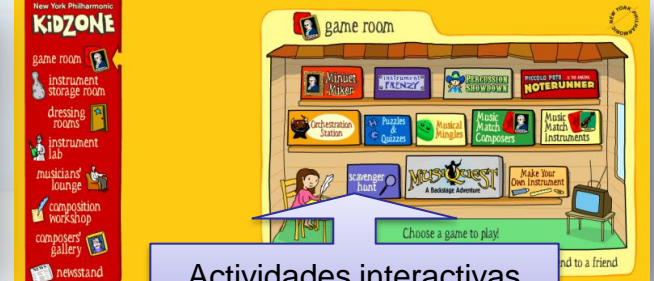 New York Philharmonic
KiDZONE
game room
instrument
storage room
dressing
rooms
instrument
lab
musicians'
lounge
composition
workshop
composers'
gallery
newsstand
game room
NEW YORK PHILHARMONIC
Minuet
Mixer
instrument
FRENZY
PERCUSSION
SHOWDOWN
PICCOLO PETE
NOTERUNNER
Orchestration
Station
Puzzles
&
Quizzes
Musical
Mingles
Music
Match
Composers
Music
Match
Instruments
scavenger
hunt
MUSIQUEST
A Backstage Adventure
Make Your
Own Instrument
Choose a game to play!
nd to a friend
Actividades interactivas